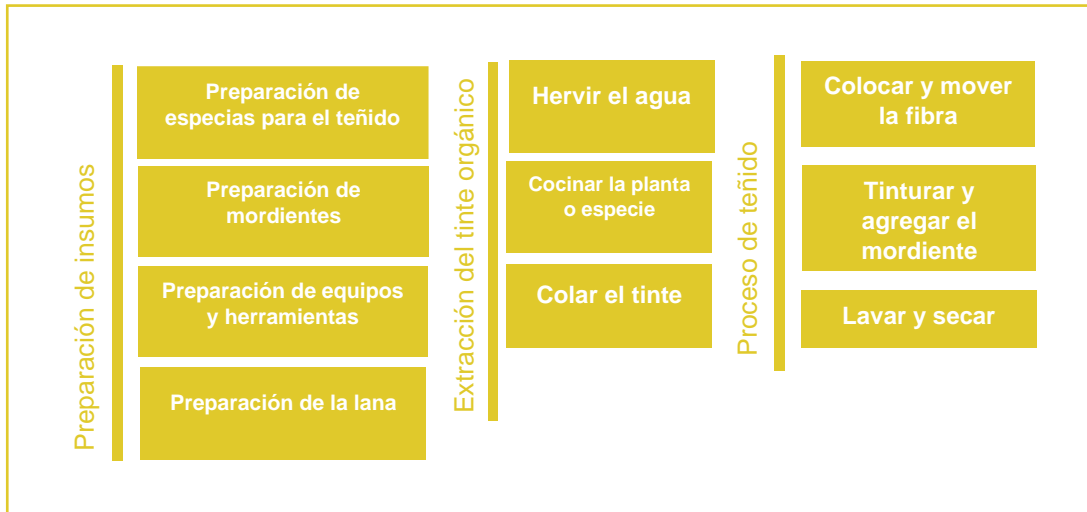 Preparación de insumos
Preparación de
especias para el teñido
Preparación de
mordientes
Preparación de equipos
y herramientas
Preparación de la lana
Extracción del tinte orgánico
Hervir el agua
Cocinar la planta
o especie
Colar el tinte
Proceso de teñido
Colocar y mover
la fibra
Tinturar y
agregar el
mordiente
Lavar y secar